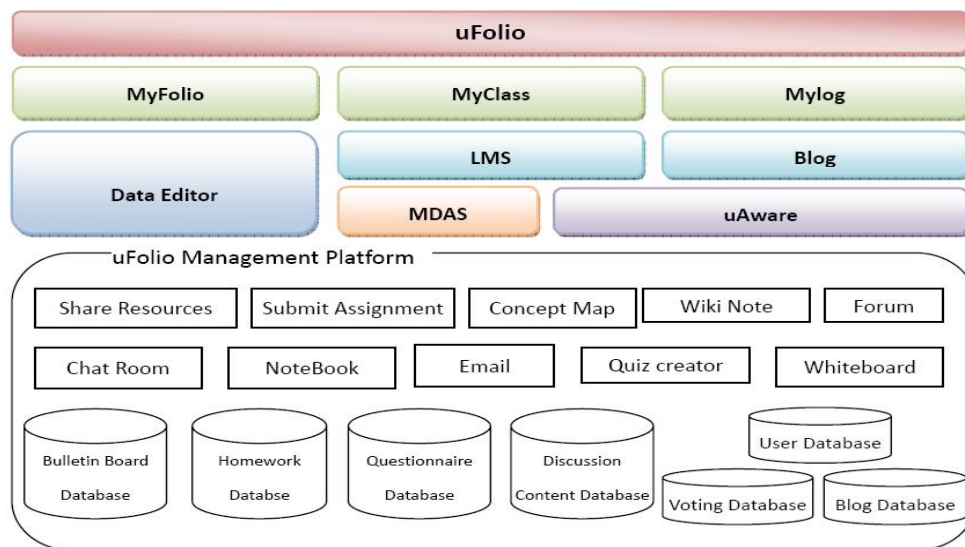 uFolio
MyFolio
MyClass
Mylog
Data Editor
LMS
Blog
MDAS
uAware
uFolio Management Platform
Share Resources
Submit Assignment
Concept Map
Wiki Note
Forum
Chat Room
NoteBook
Email
Quiz creator
Whiteboard
Bulletin Board
Database
Homework
Databse
Questionnaire
Database
Discussion
Content Database
User Database
Voting Database
Blog Database